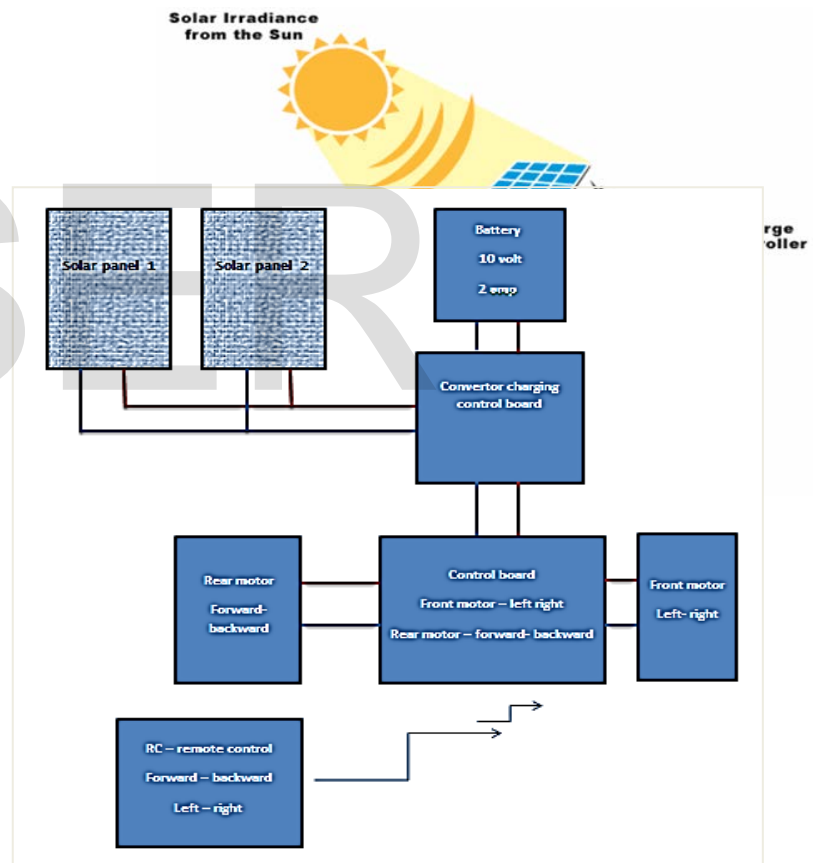 Solar Irradiance
from the Sun
SER
rge
roller
Solar panel 1
Solar panel 2
Battery
10 volt
2 amp
Convertor charging
control board
Rear motor
Forward-
backward
Control board
Front motor – left right
Rear motor – forward- backward
Front motor
Left- right
RC – remote control
Forward – backward
Left – right